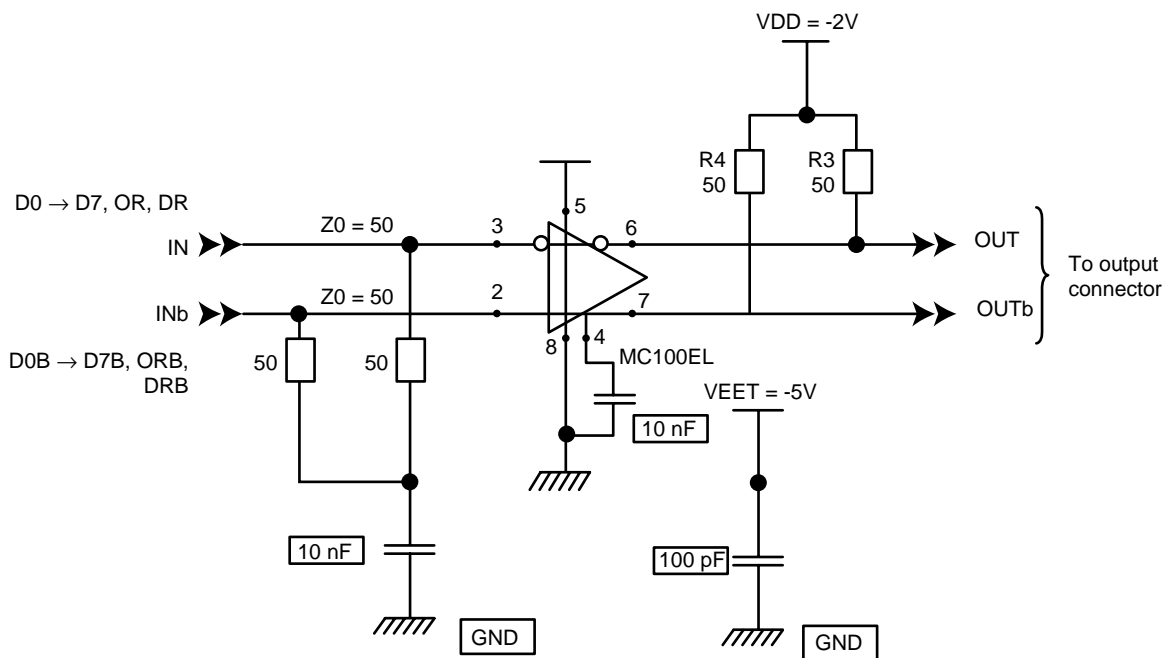 VDD = -2V
R4
50
R3
50
D0 → D7, OR, DR
IN
Z0 = 50
3
5
6
OUT
To output
connector
INb
Z0 = 50
2
7
OUTb
D0B → D7B, ORB,
DRB
50
50
8
4
MC100EL
10 nF
VEET = -5V
10 nF
100 pF
GND
GND